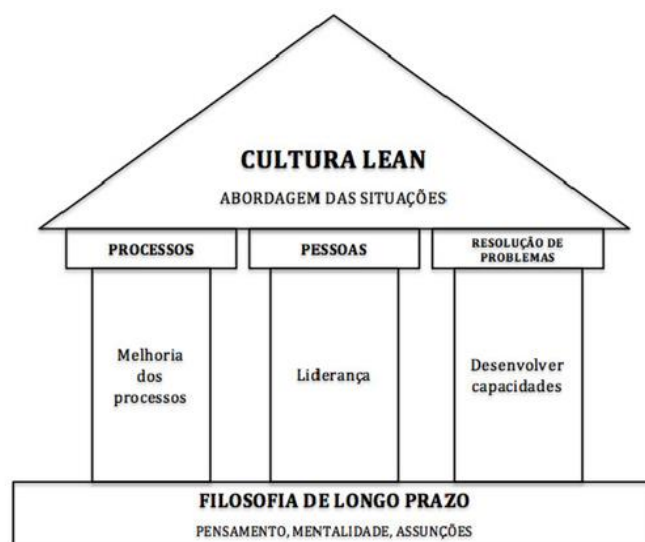 CULTURA LEAN
ABORDAGEM DAS SITUAÇÕES
PROCESSOS
PESSOAS
RESOLUÇÃO DE
PROBLEMAS
Melhoria
dos
processos
Liderança
Desenvolver
capacidades
FILOSOFIA DE LONGO PRAZO
PENSAMENTO, MENTALIDADE, ASSUNÇÕES